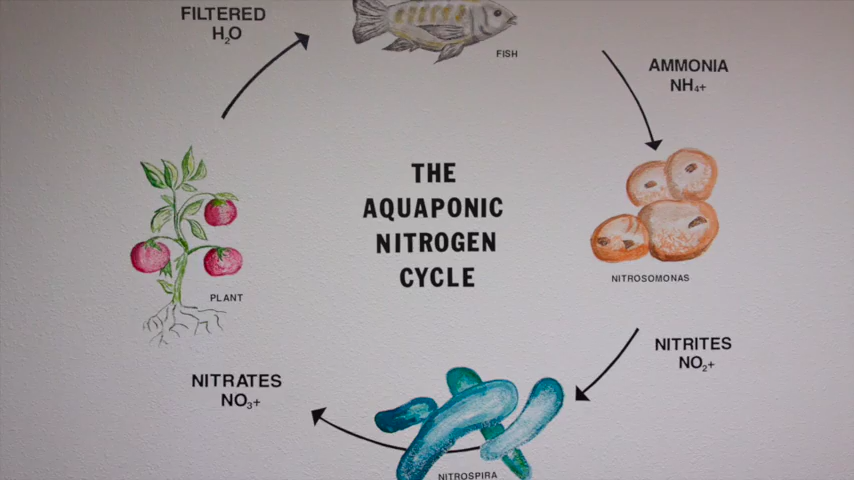 FILTERED
H₂O
FISH
AMMONIA
NH₄+
THE
AQUAPONIC
NITROGEN
CYCLE
NITROSOMONAS
PLANT
NITRITES
NO₂+
NITRATES
NO₃+
NITROSPIRA